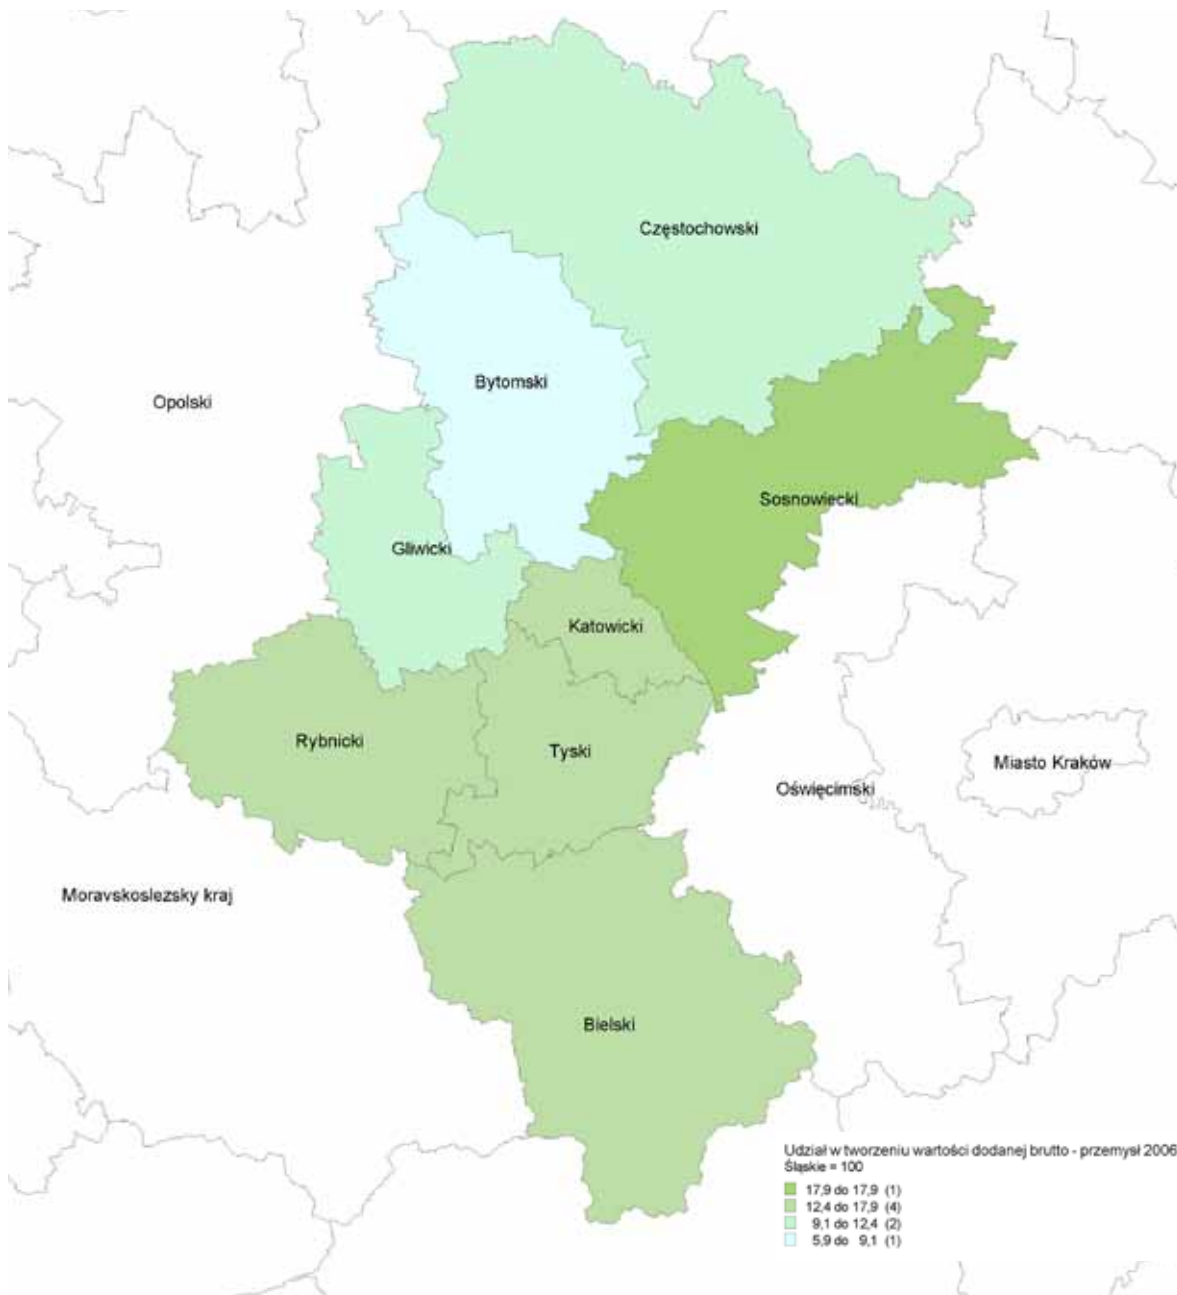 Częstochowski
Bytomski
Opolski
Sosnowiecki
Gliwicki
Katowicki
Rybnicki
Tyski
Miasto Kraków
Oświęcimski
Moravskoslezsky kraj
Bielski
Udział w tworzeniu wartości dodanej brutto - przemysł 2006
Śląskie = 100
17,9 do 17,9 (1)
12,4 do 17,9 (4)
9,1 do 12,4 (2)
5,9 do 9,1 (1)